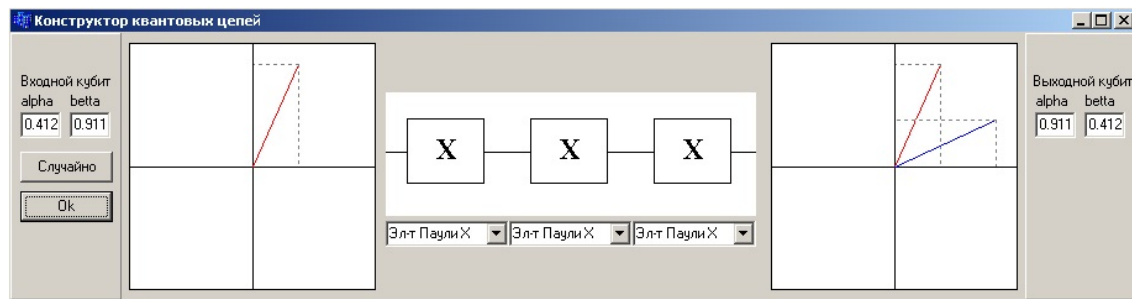 Конструктор квантовых цепей
Входной кубит
alpha betta
0.412 0.911
Случайно
Ok
X X X
Эл-т Паули X Эл-т Паули X Эл-т Паули X
Выходной кубит
alpha betta
0.911 0.412